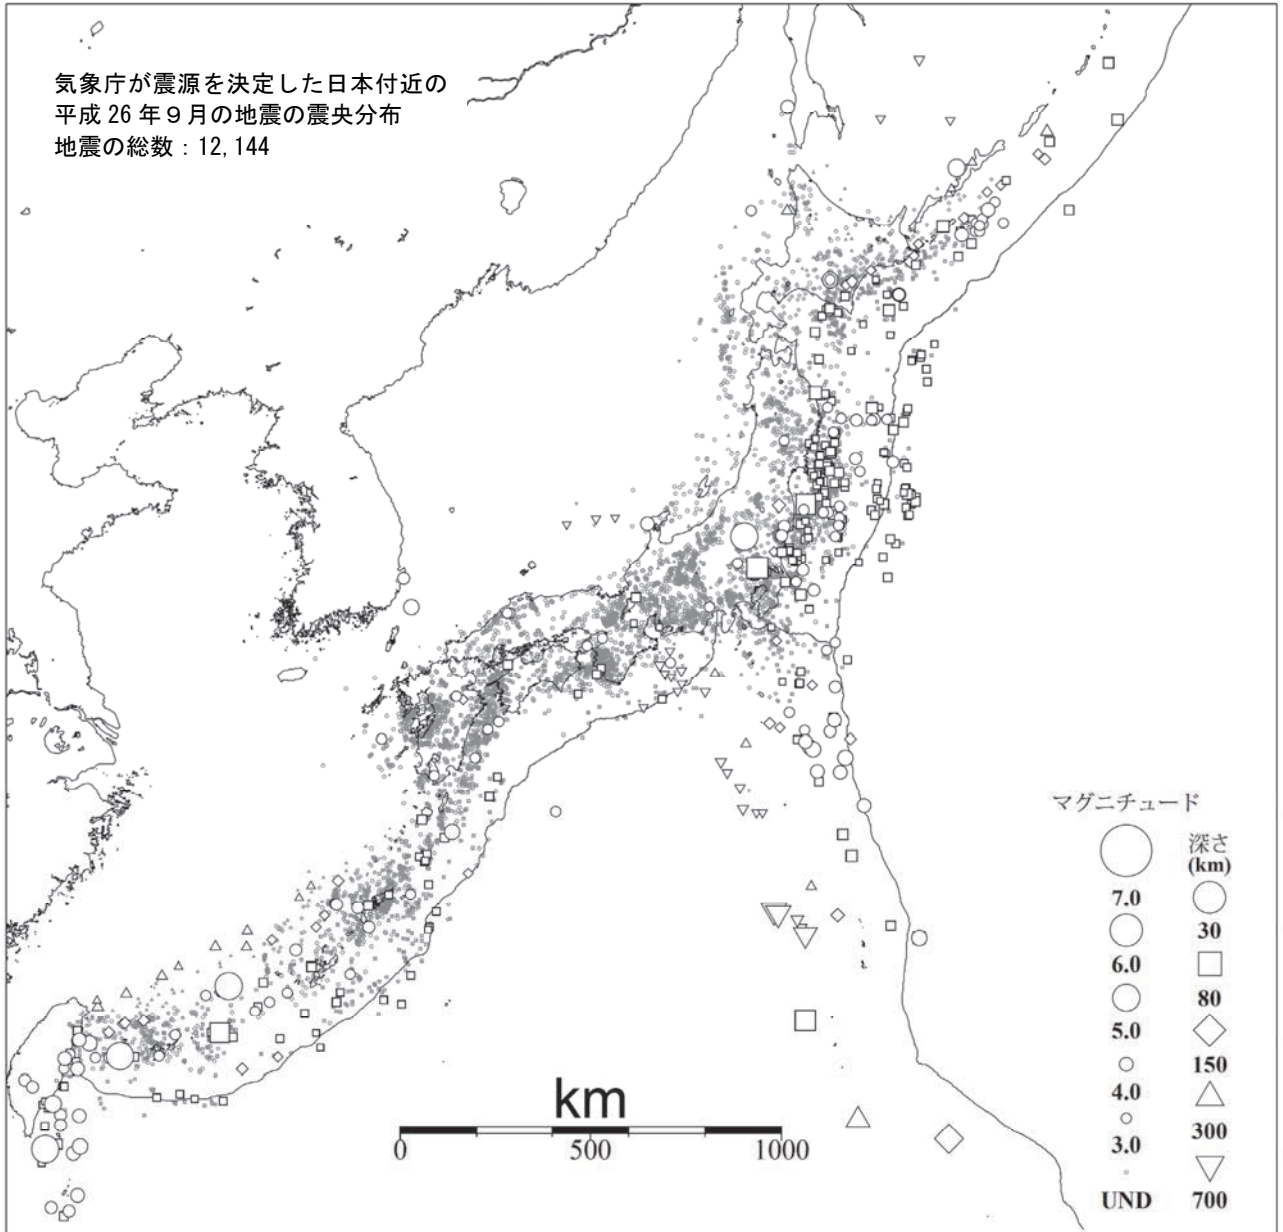 気象庁が震源を決定した日本付近の
平成26年9月の地震の震央分布
地震の総数：12,144
マグニチュード
深さ
(km)
7.0
30
6.0
80
5.0
150
4.0
300
3.0
UND 700
km
0 500 1000